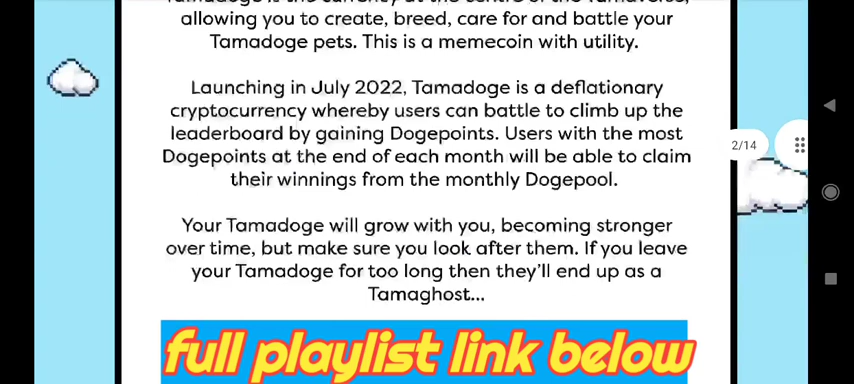 allowing you to create, breed, care for and battle your
Tamadoge pets. This is a memecoin with utility.
Launching in July 2022, Tamadoge is a deflationary
cryptocurrency whereby users can battle to climb up the
leaderboard by gaining Dogepoints. Users with the most
Dogepoints at the end of each month will be able to claim
their winnings from the monthly Dogepool.
2/14
Your Tamadoge will grow with you, becoming stronger
over time, but make sure you look after them. If you leave
your Tamadoge for too long then they'll end up as a
Tamaghost...
full playlist link below